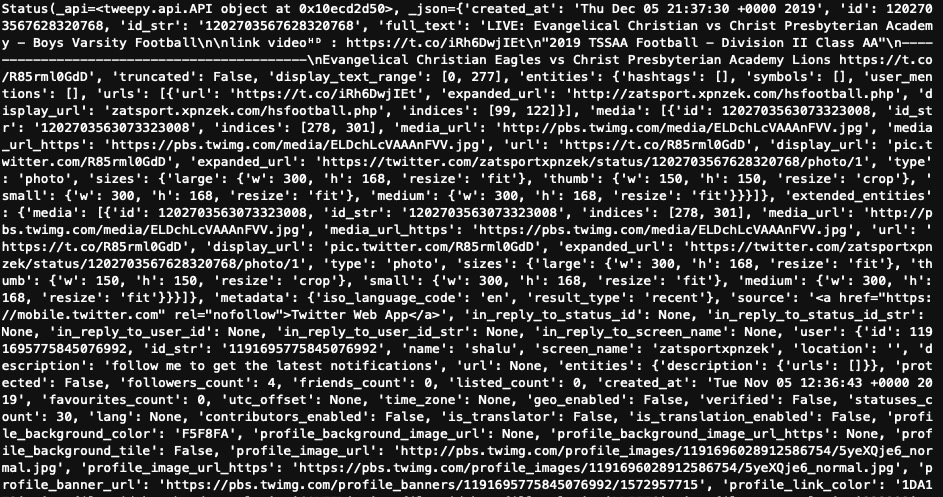 Status(_api=<tweepy.api.API object at 0x10ecd2d50>, _json={'created_at': 'Thu Dec 05 21:37:30 +0000 2019', 'id': 120270
3567628320768, 'id_str': '1202703567628320768', 'full_text': 'LIVE: Evangelical Christian vs Christ Presbyterian Academ
y – Boys Varsity Football\n\nlink videoᴴᴰ : https://t.co/iRh6DwjIEt\n"2019 TSSAA Football – Division II Class AA"\n——
————————————————————————————————————————\nEvangelical Christian Eagles vs Christ Presbyterian Academy Lions https://t.co
/R85rml0GdD', 'truncated': False, 'display_text_range': [0, 277], 'entities': {'hashtags': [], 'symbols': [], 'user_men
tions': [], 'urls': [{'url': 'https://t.co/iRh6DwjIEt', 'expanded_url': 'http://zatsport.xpnzek.com/hsfootball.php', 'd
isplay_url': 'zatsport.xpnzek.com/hsfootball.php', 'indices': [99, 122]}], 'media': [{'id': 1202703563073323008, 'id_st
r': '1202703563073323008', 'indices': [278, 301], 'media_url': 'http://pbs.twimg.com/media/ELDchLcVAAAnFVV.jpg', 'media
_url_https': 'https://pbs.twimg.com/media/ELDchLcVAAAnFVV.jpg', 'url': 'https://t.co/R85rml0GdD', 'display_url': 'pic.t
witter.com/R85rml0GdD', 'expanded_url': 'https://twitter.com/zatsportxpnzek/status/1202703567628320768/photo/1', 'type'
: 'photo', 'sizes': {'large': {'w': 300, 'h': 168, 'resize': 'fit'}, 'thumb': {'w': 150, 'h': 150, 'resize': 'crop'}, '
small': {'w': 300, 'h': 168, 'resize': 'fit'}, 'medium': {'w': 300, 'h': 168, 'resize': 'fit'}}}]}, 'extended_entities'
: {'media': [{'id': 1202703563073323008, 'id_str': '1202703563073323008', 'indices': [278, 301], 'media_url': 'http://p
bs.twimg.com/media/ELDchLcVAAAnFVV.jpg', 'media_url_https': 'https://pbs.twimg.com/media/ELDchLcVAAAnFVV.jpg', 'url': '
https://t.co/R85rml0GdD', 'display_url': 'pic.twitter.com/R85rml0GdD', 'expanded_url': 'https://twitter.com/zatsportxpn
zek/status/1202703567628320768/photo/1', 'type': 'photo', 'sizes': {'large': {'w': 300, 'h': 168, 'resize': 'fit'}, 'th
umb': {'w': 150, 'h': 150, 'resize': 'crop'}, 'small': {'w': 300, 'h': 168, 'resize': 'fit'}, 'medium': {'w': 300, 'h':
168, 'resize': 'fit'}}}]}, 'metadata': {'iso_language_code': 'en', 'result_type': 'recent'}, 'source': '<a href="https:
//mobile.twitter.com" rel="nofollow">Twitter Web App</a>', 'in_reply_to_status_id': None, 'in_reply_to_status_id_str':
None, 'in_reply_to_user_id': None, 'in_reply_to_user_id_str': None, 'in_reply_to_screen_name': None, 'user': {'id': 119
1695775845076992, 'id_str': '1191695775845076992', 'name': 'shalu', 'screen_name': 'zatsportxpnzek', 'location': '', 'd
escription': 'follow me to get the latest notifications', 'url': None, 'entities': {'description': {'urls': []}}, 'prot
ected': False, 'followers_count': 4, 'friends_count': 0, 'listed_count': 0, 'created_at': 'Tue Nov 05 12:36:43 +0000 20
19', 'favourites_count': 0, 'utc_offset': None, 'time_zone': None, 'geo_enabled': False, 'verified': False, 'statuses_c
ount': 30, 'lang': None, 'contributors_enabled': False, 'is_translator': False, 'is_translation_enabled': False, 'profi
le_background_color': 'F5F8FA', 'profile_background_image_url': None, 'profile_background_image_url_https': None, 'prof
ile_background_tile': False, 'profile_image_url': 'http://pbs.twimg.com/profile_images/1191696028912586754/5yeXQje6_nor
mal.jpg', 'profile_image_url_https': 'https://pbs.twimg.com/profile_images/1191696028912586754/5yeXQje6_normal.jpg', 'p
rofile_banner_url': 'https://pbs.twimg.com/profile_banners/1191695775845076992/1572957715', 'profile_link_color': '1DA1